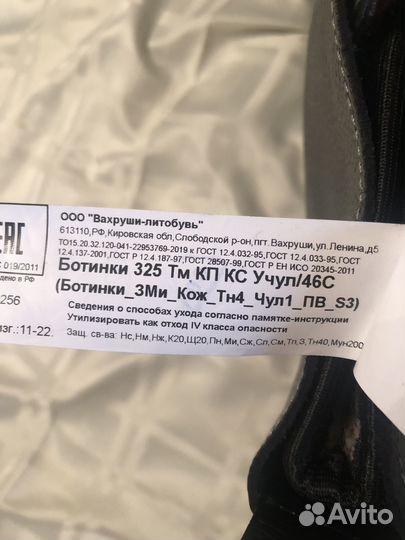 ООО "Вахруши-литобувь"
613110,РФ,Кировская обл,Слободской р-он,пгт.Вахруши,ул.Ленина,д5
ТО15.20.32.120-041-22953769-2019 к ГОСТ 12.4.032-95,ГОСТ 12.4.033-95,ГОСТ
12.4.137-2001,ГОСТ Р 12.4.187-97,ГОСТ 28507-99,ГОСТ Р ЕН ИСО 20345-2011
EAC
С 019/2011
дено в РФ
Ботинки 325 Тм КП КС Учул/46С
(Ботинки_3Ми_Кож_Тн4_Чул1_ПВ_S3)
256
Сведения о способах ухода согласно памятке-инструкции
Утилизировать как отход IV класса опасности
зг.:11-22.
Защ. св-ва: Нс,Нм,Нж,К20,Щ20,Пн,Ми,Сж,Сл,См,Тп,З,Тн40,Мун200
Avito